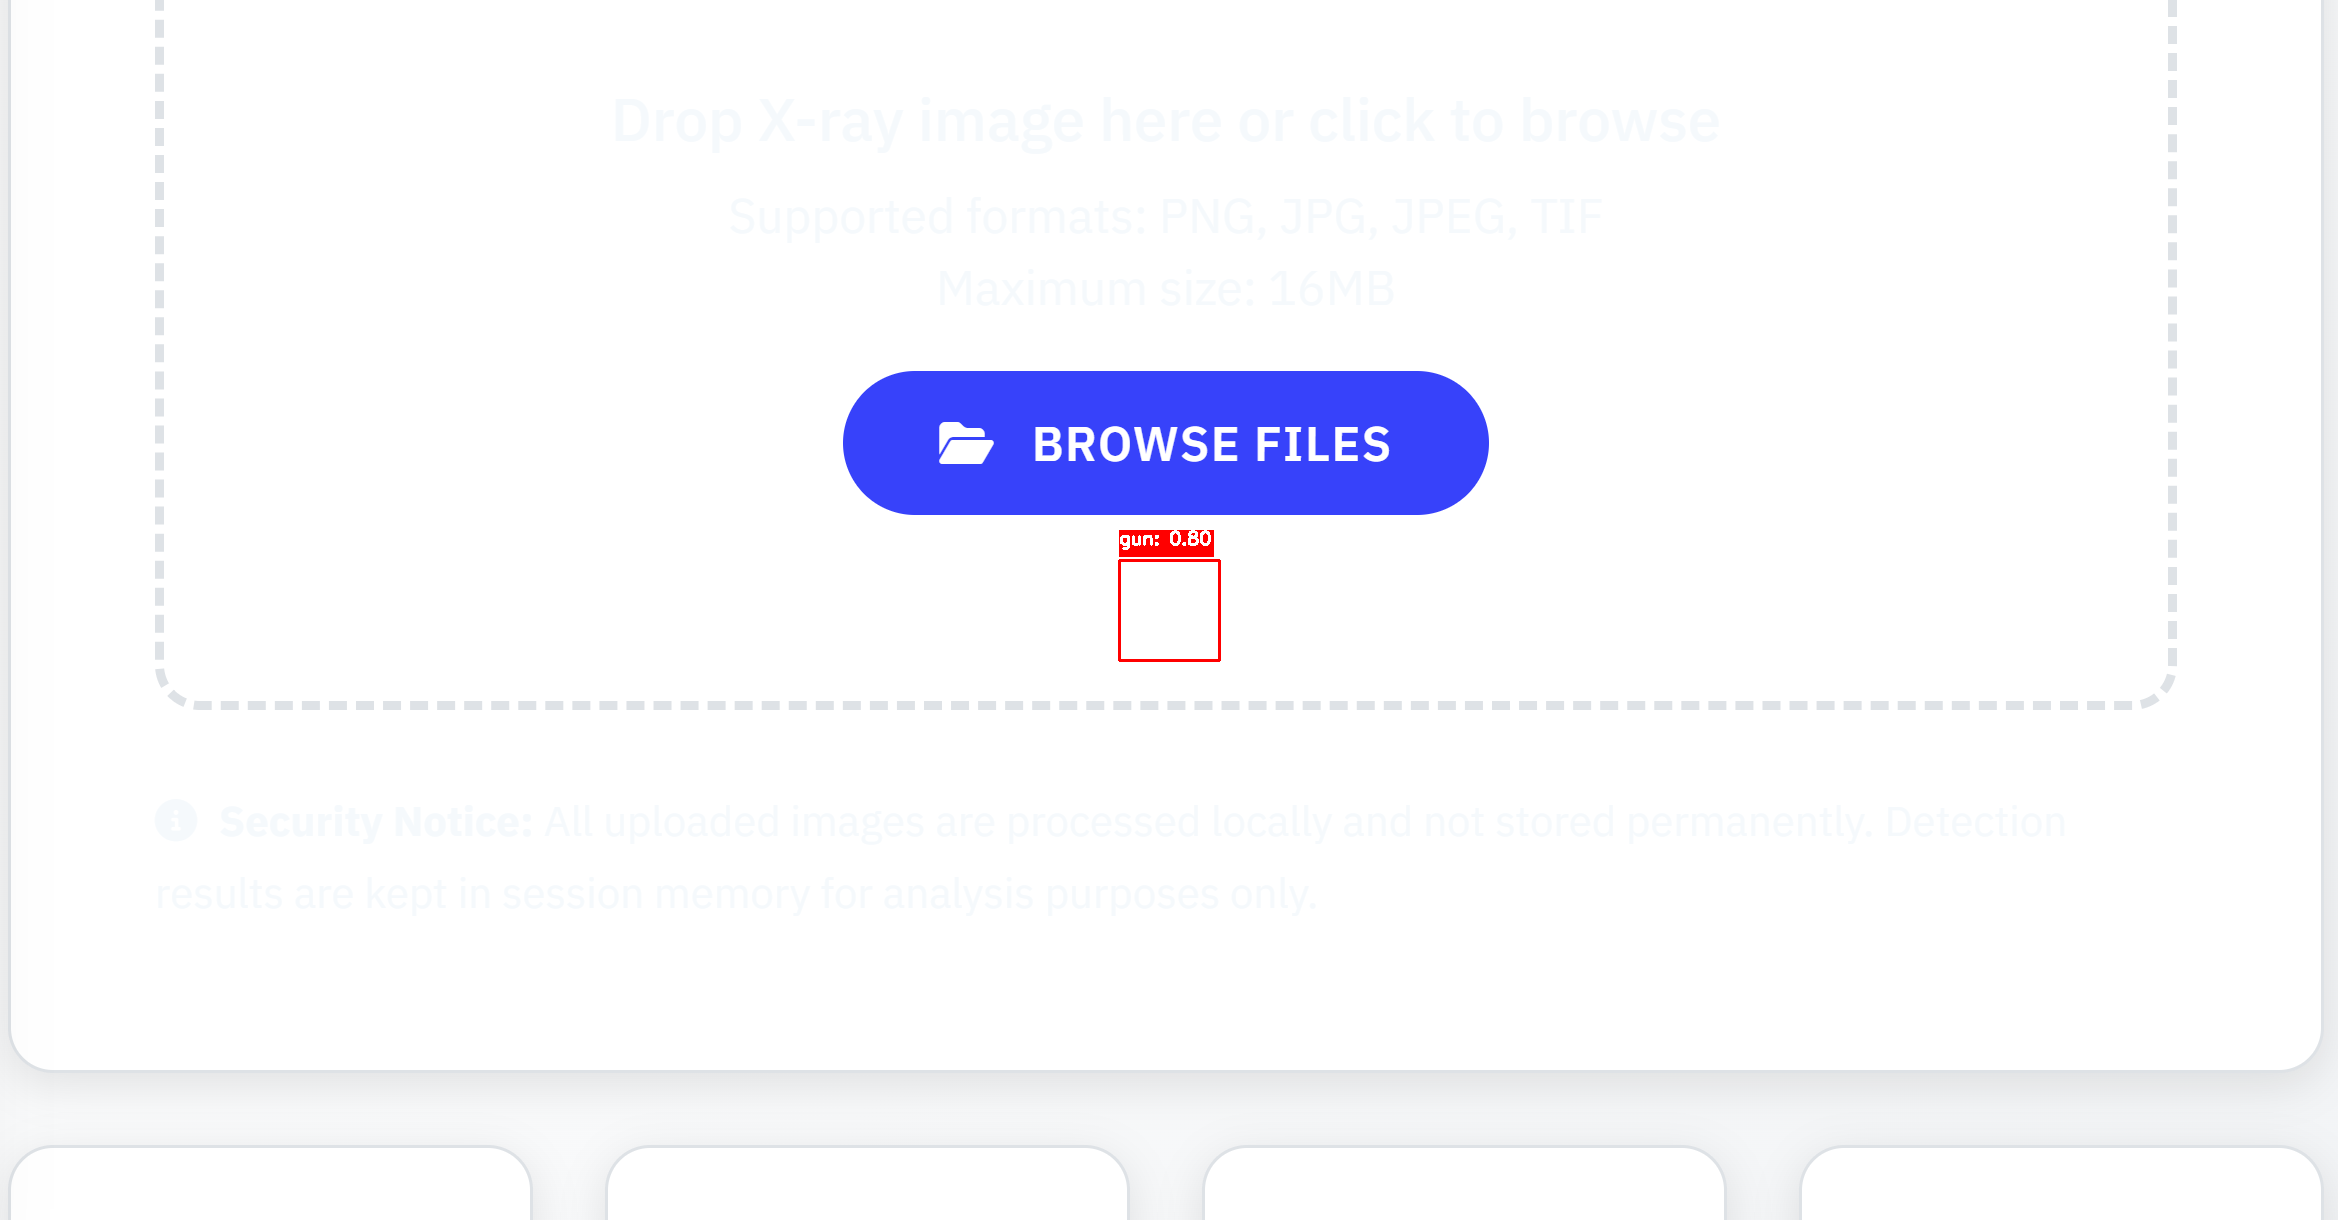 Drop X-ray image here or click to browse
Supported formats: PNG, JPG, JPEG, TIF
Maximum size: 16MB
BROWSE FILES
gun: 0.80
Security Notice: All uploaded images are processed locally and not stored permanently. Detection
results are kept in session memory for analysis purposes only.